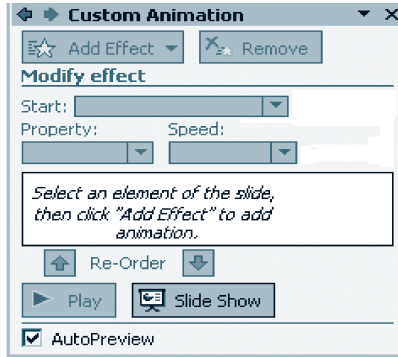 Custom Animation
Add Effect Remove
Modify effect
Start:
Property: Speed:
Select an element of the slide,
then click "Add Effect" to add
animation.
Re-Order
Play Slide Show
AutoPreview